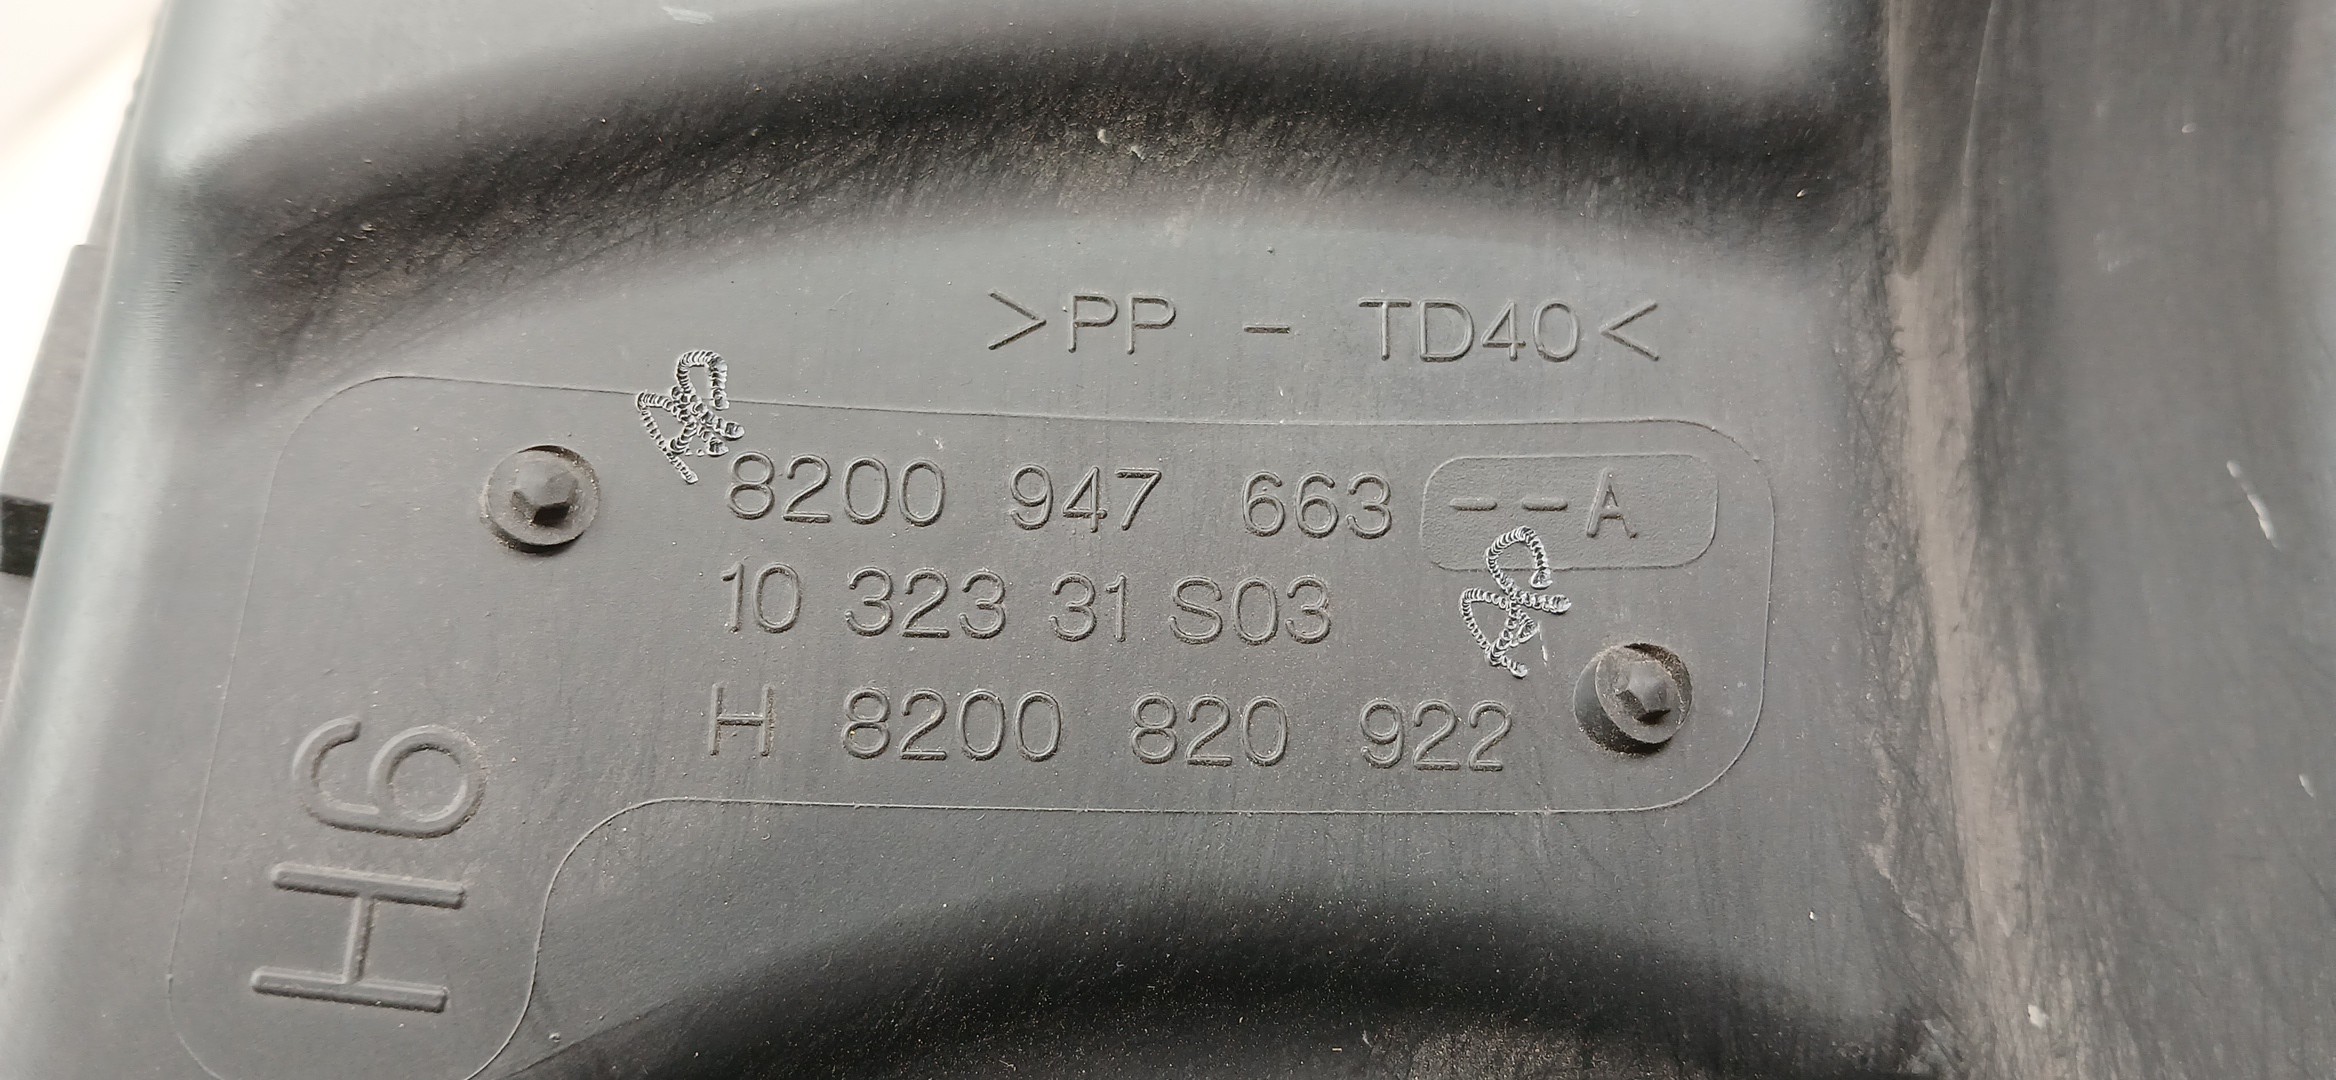 >PP - TD40<
8200 947 663 --A
10 323 31 S03
H 8200 820 922
H6